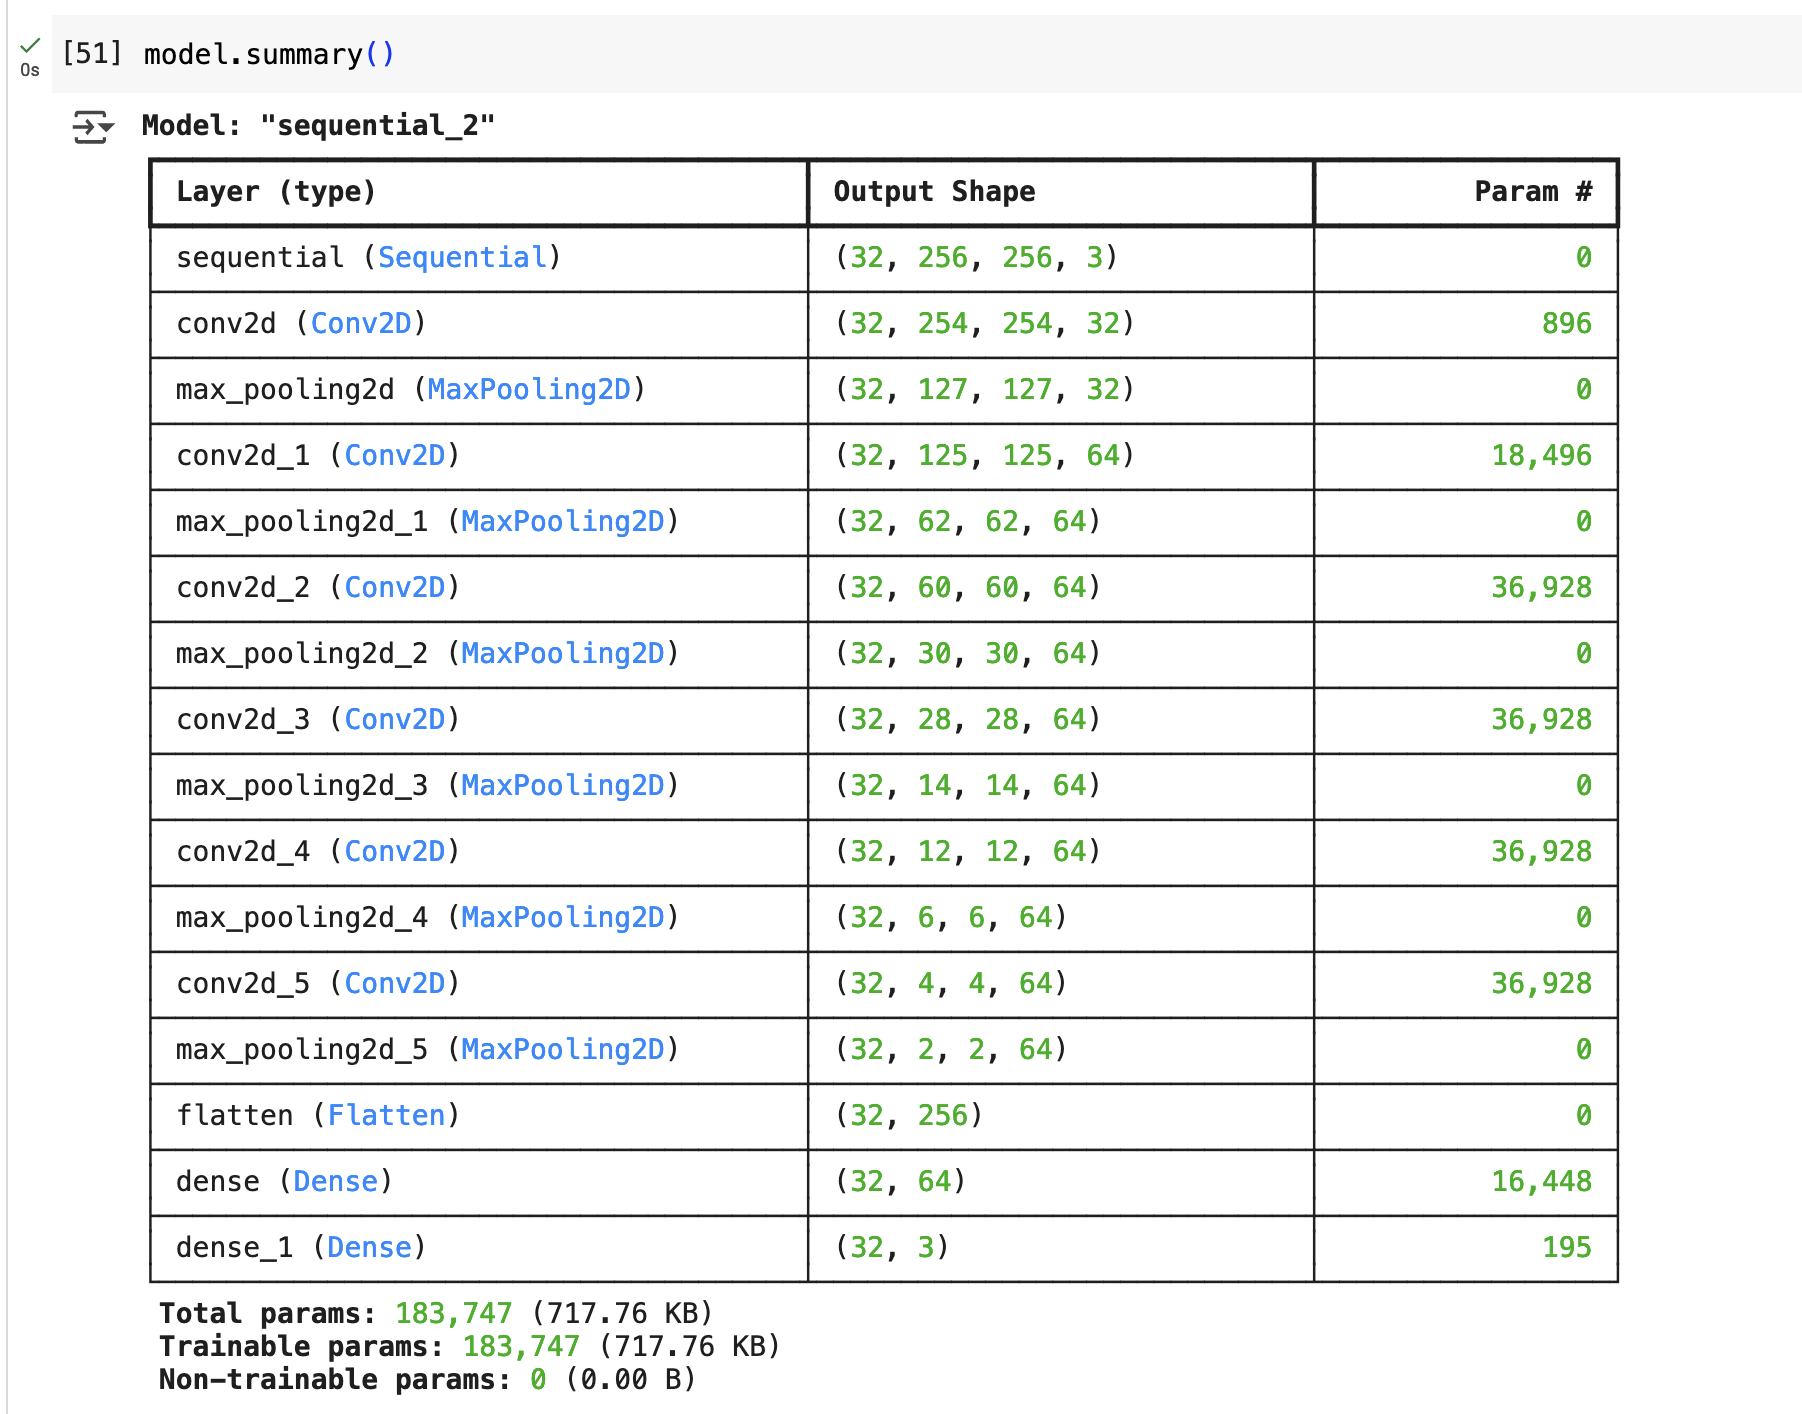 [51] model.summary()
0s
Model: "sequential_2"
Layer (type) Output Shape Param #
sequential (Sequential) (32, 256, 256, 3) 0
conv2d (Conv2D) (32, 254, 254, 32) 896
max_pooling2d (MaxPooling2D) (32, 127, 127, 32) 0
conv2d_1 (Conv2D) (32, 125, 125, 64) 18,496
max_pooling2d_1 (MaxPooling2D) (32, 62, 62, 64) 0
conv2d_2 (Conv2D) (32, 60, 60, 64) 36,928
max_pooling2d_2 (MaxPooling2D) (32, 30, 30, 64) 0
conv2d_3 (Conv2D) (32, 28, 28, 64) 36,928
max_pooling2d_3 (MaxPooling2D) (32, 14, 14, 64) 0
conv2d_4 (Conv2D) (32, 12, 12, 64) 36,928
max_pooling2d_4 (MaxPooling2D) (32, 6, 6, 64) 0
conv2d_5 (Conv2D) (32, 4, 4, 64) 36,928
max_pooling2d_5 (MaxPooling2D) (32, 2, 2, 64) 0
flatten (Flatten) (32, 256) 0
dense (Dense) (32, 64) 16,448
dense_1 (Dense) (32, 3) 195
Total params: 183,747 (717.76 KB)
Trainable params: 183,747 (717.76 KB)
Non-trainable params: 0 (0.00 B)